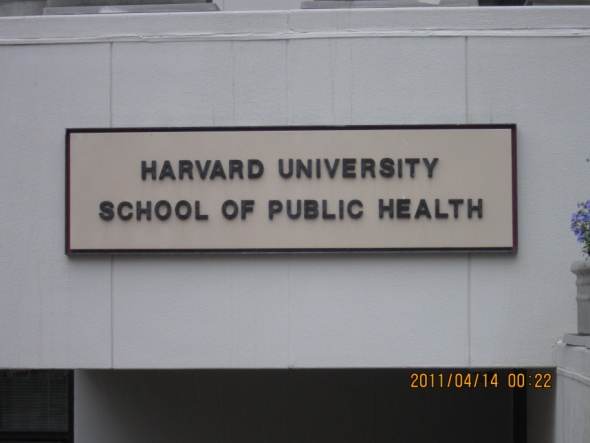 HARVARD UNIVERSITY
SCHOOL OF PUBLIC HEALTH
2011/04/14 00:22